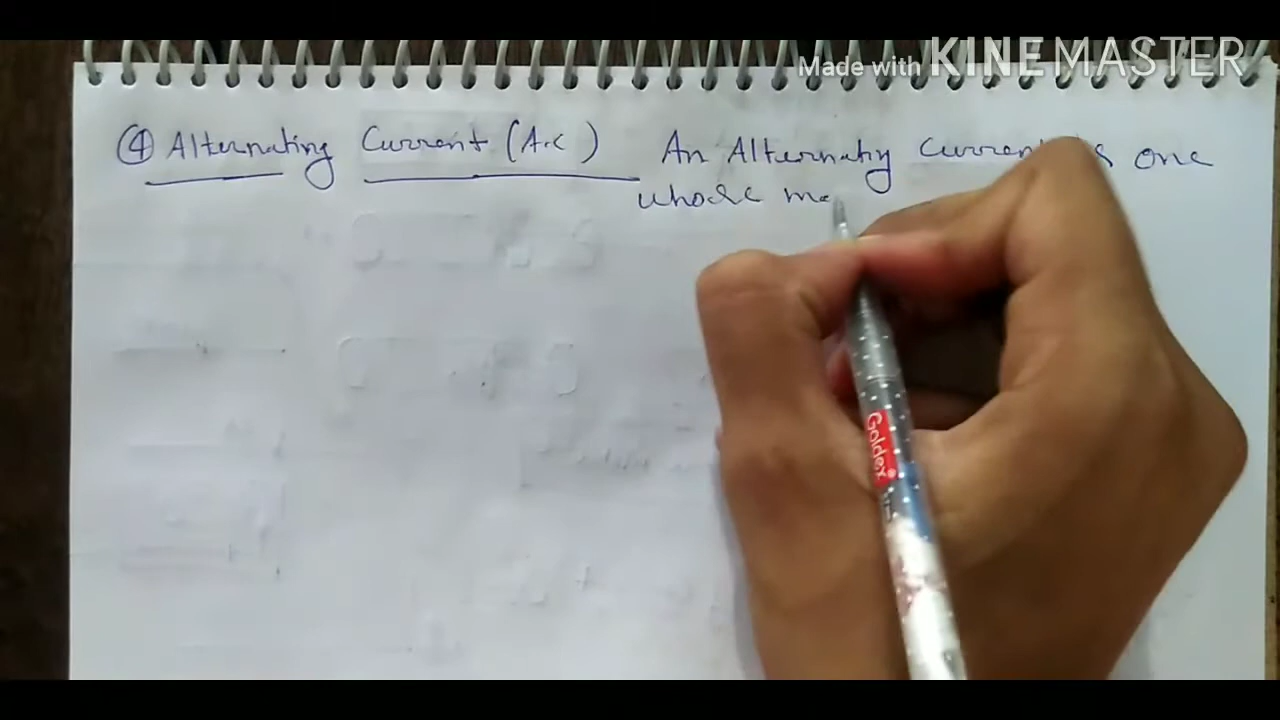 Made with KINEMASTER
④ Alternating Current (A.C) An Alternating Current is one
whose ma
Goldex